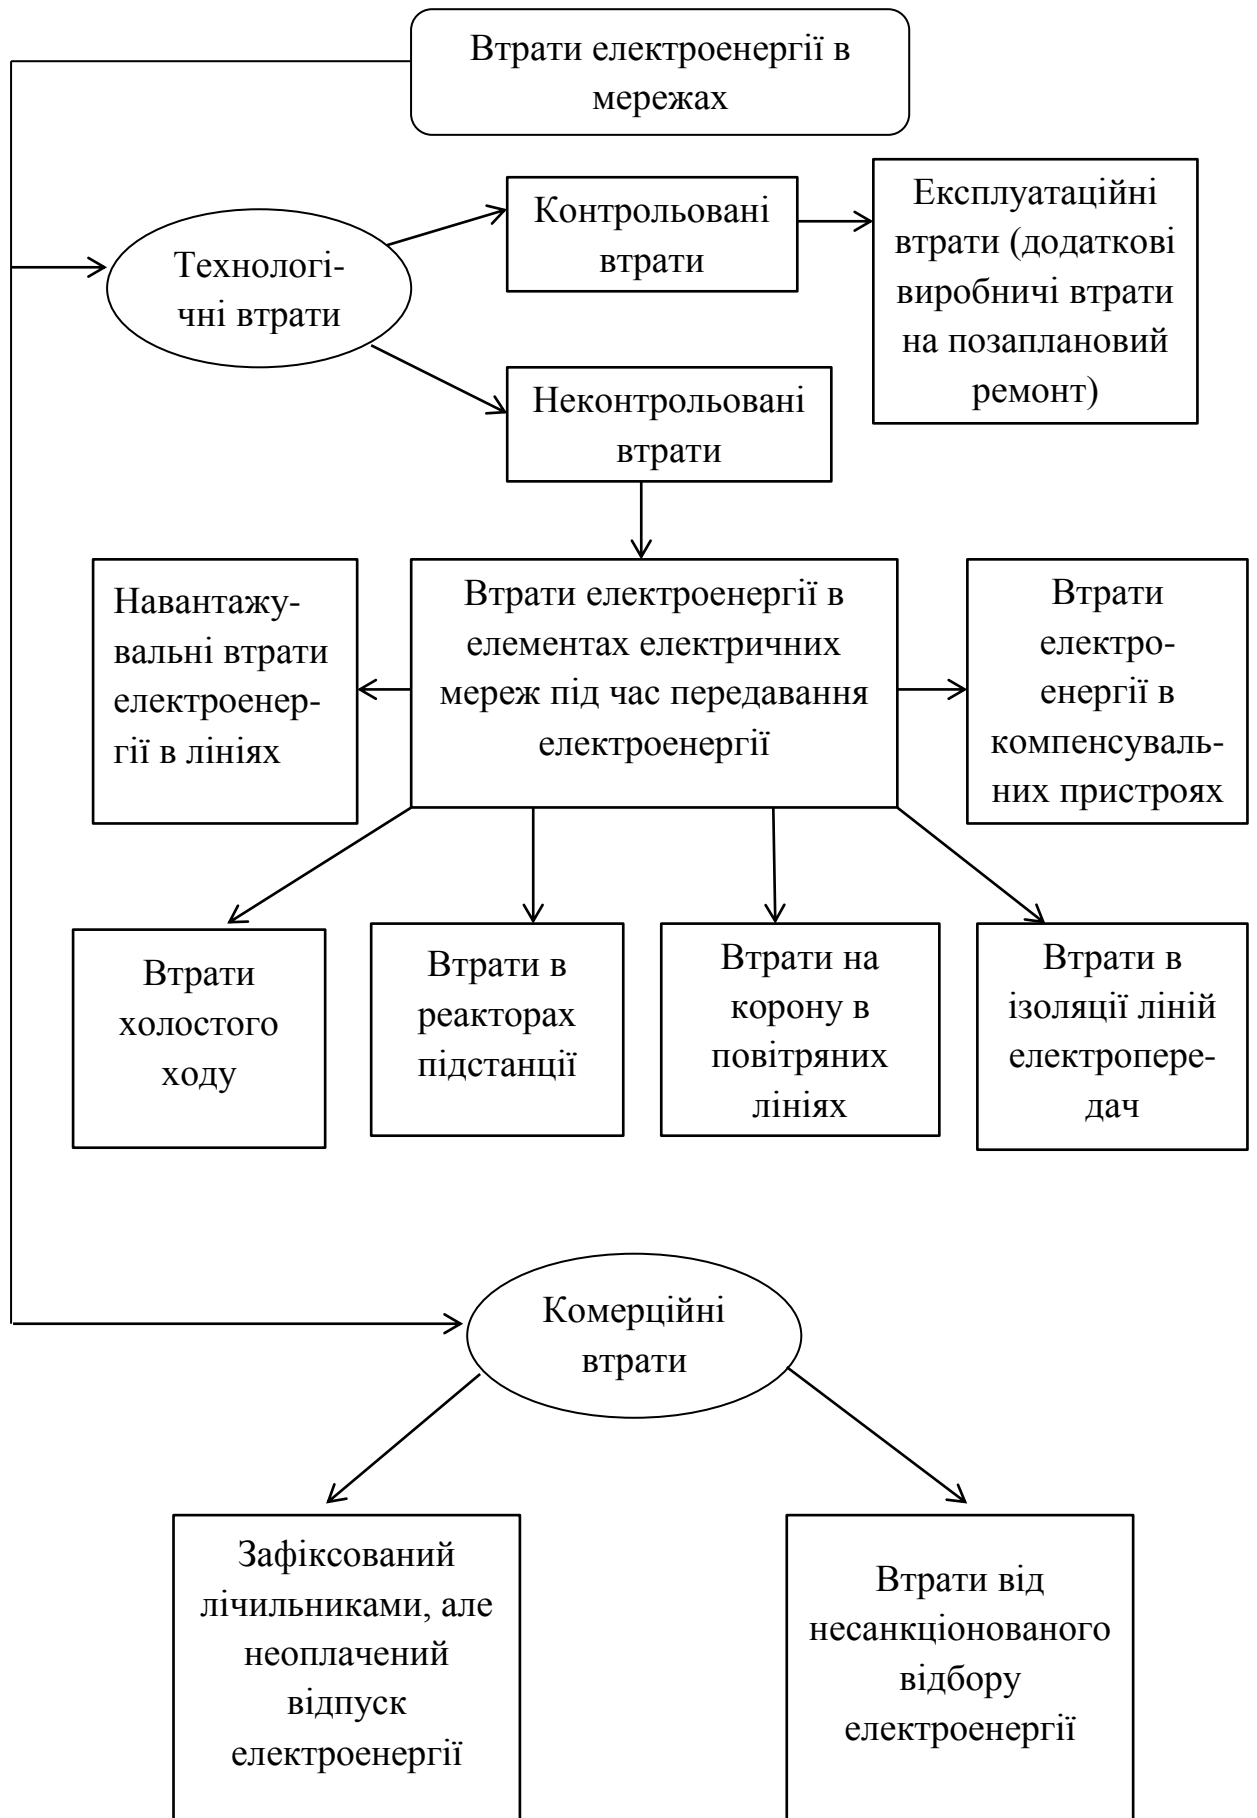 Втрати електроенергії в
мережах
Контрольовані
втрати
Експлуатаційні
втрати (додаткові
виробничі втрати
на позаплановий
ремонт)
Технологі-
чні втрати
Неконтрольовані
втрати
Навантажу-
вальні втрати
електроенер-
гії в лініях
Втрати електроенергії в
елементах електричних
мереж під час передавання
електроенергії
Втрати
електро-
енергії в
компенсуваль-
них пристроях
Втрати
холостого
ходу
Втрати в
реакторах
підстанції
Втрати на
корону в
повітряних
лініях
Втрати в
ізоляції ліній
електропере-
дач
Комерційні
втрати
Зафіксований
лічильниками, але
неоплачений
відпуск
електроенергії
Втрати від
несанкціонованого
відбору
електроенергії